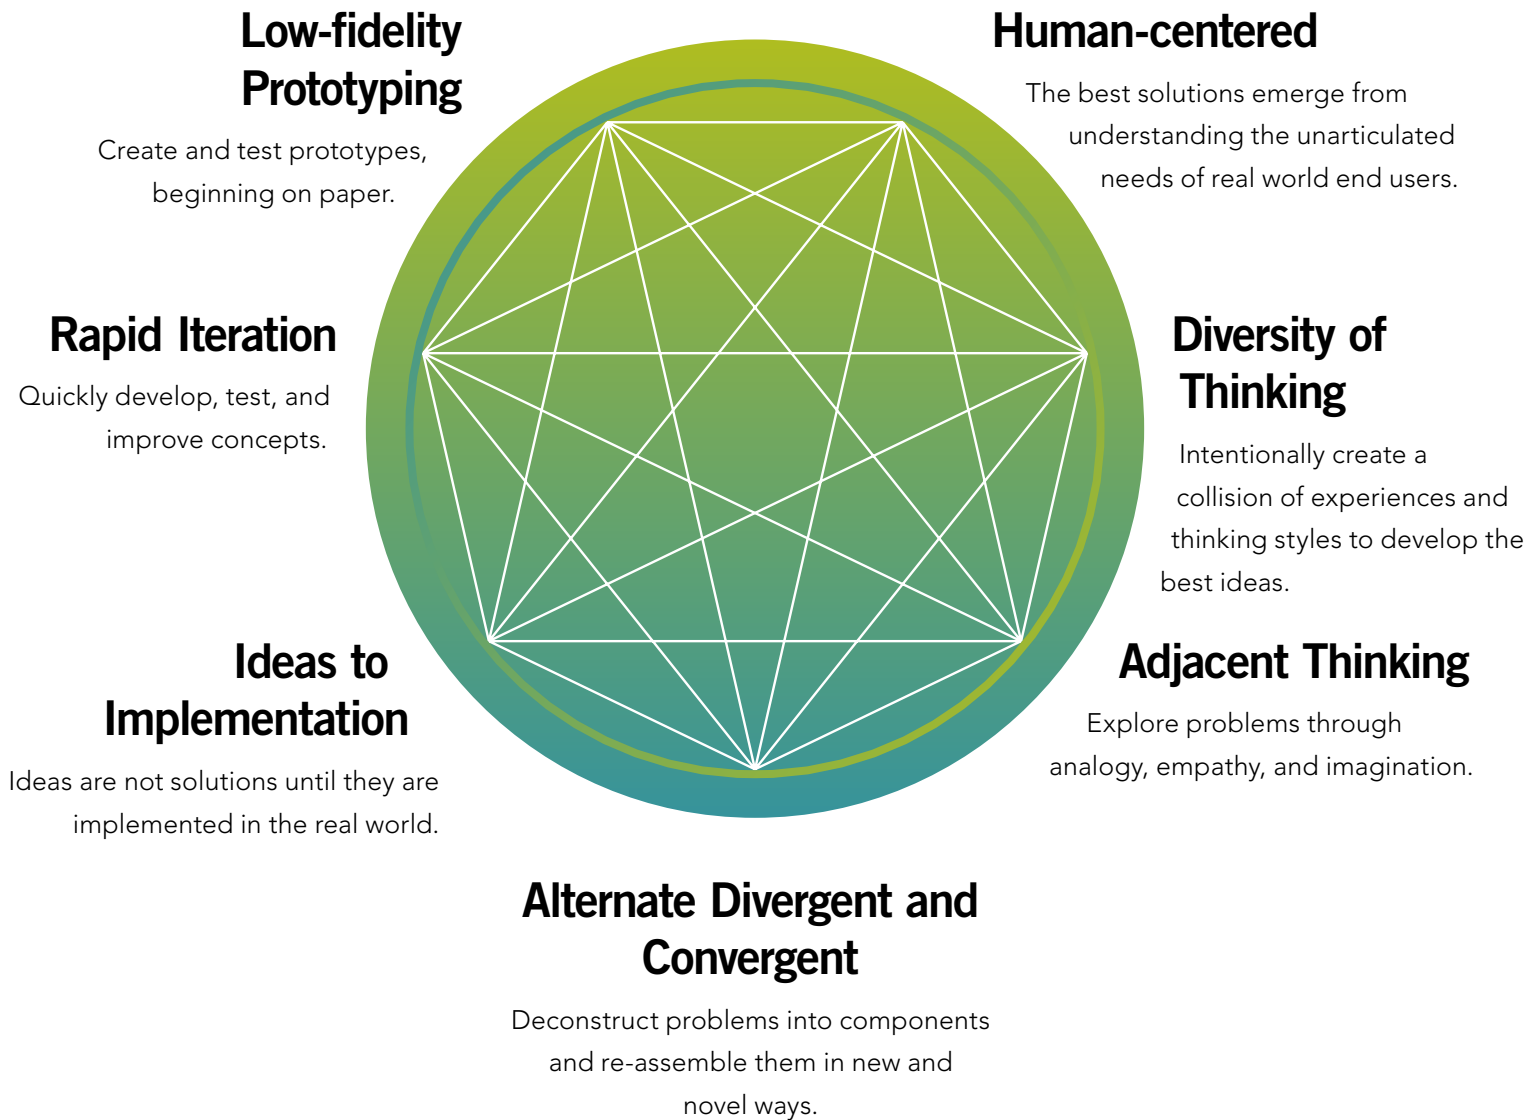 Low-fidelity
Prototyping
Create and test prototypes,
beginning on paper.
Human-centered
The best solutions emerge from
understanding the unarticulated
needs of real world end users.
Rapid Iteration
Quickly develop, test, and
improve concepts.
Diversity of
Thinking
Intentionally create a
collision of experiences and
thinking styles to develop the
best ideas.
Ideas to
Implementation
Ideas are not solutions until they are
implemented in the real world.
Adjacent Thinking
Explore problems through
analogy, empathy, and imagination.
Alternate Divergent and
Convergent
Deconstruct problems into components
and re-assemble them in new and
novel ways.